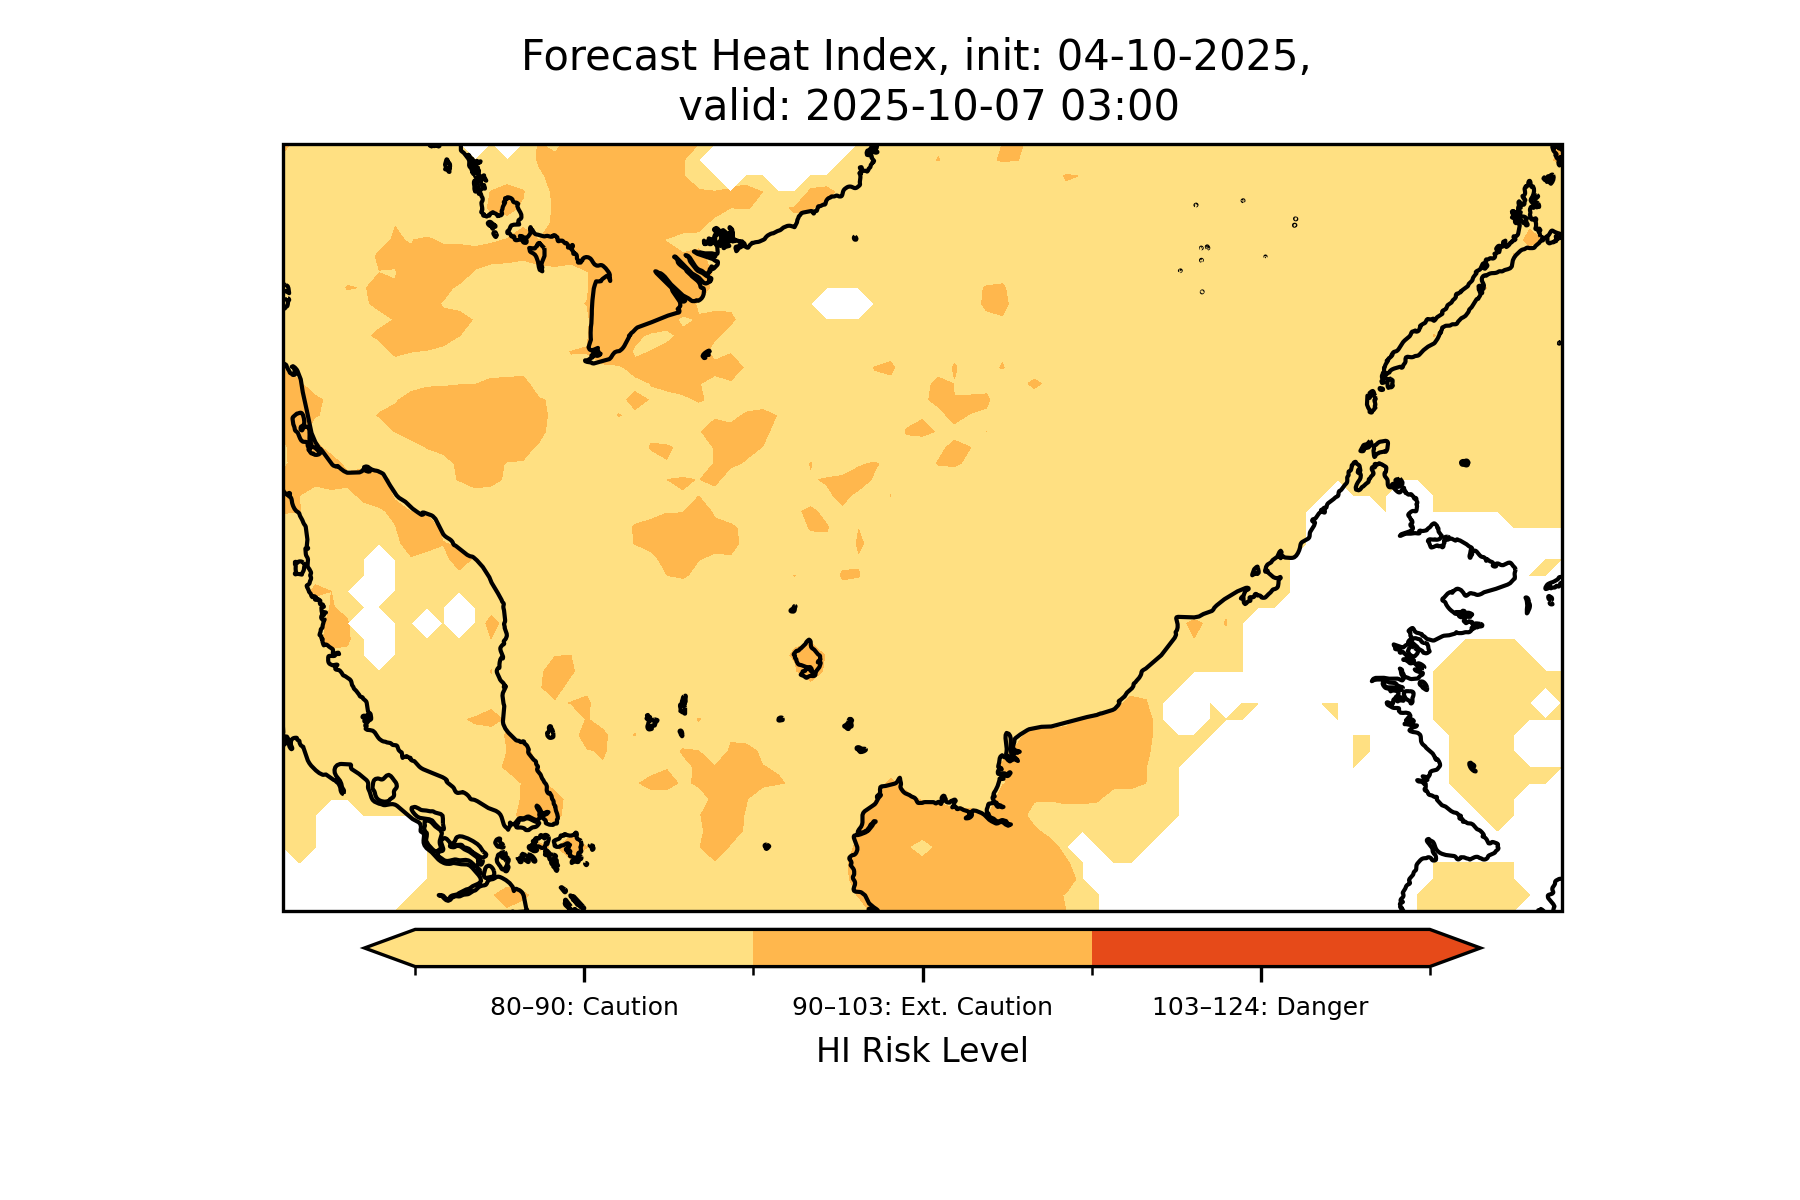 Forecast Heat Index, init: 04-10-2025,
valid: 2025-10-07 03:00
80–90: Caution
90–103: Ext. Caution
103–124: Danger
HI Risk Level